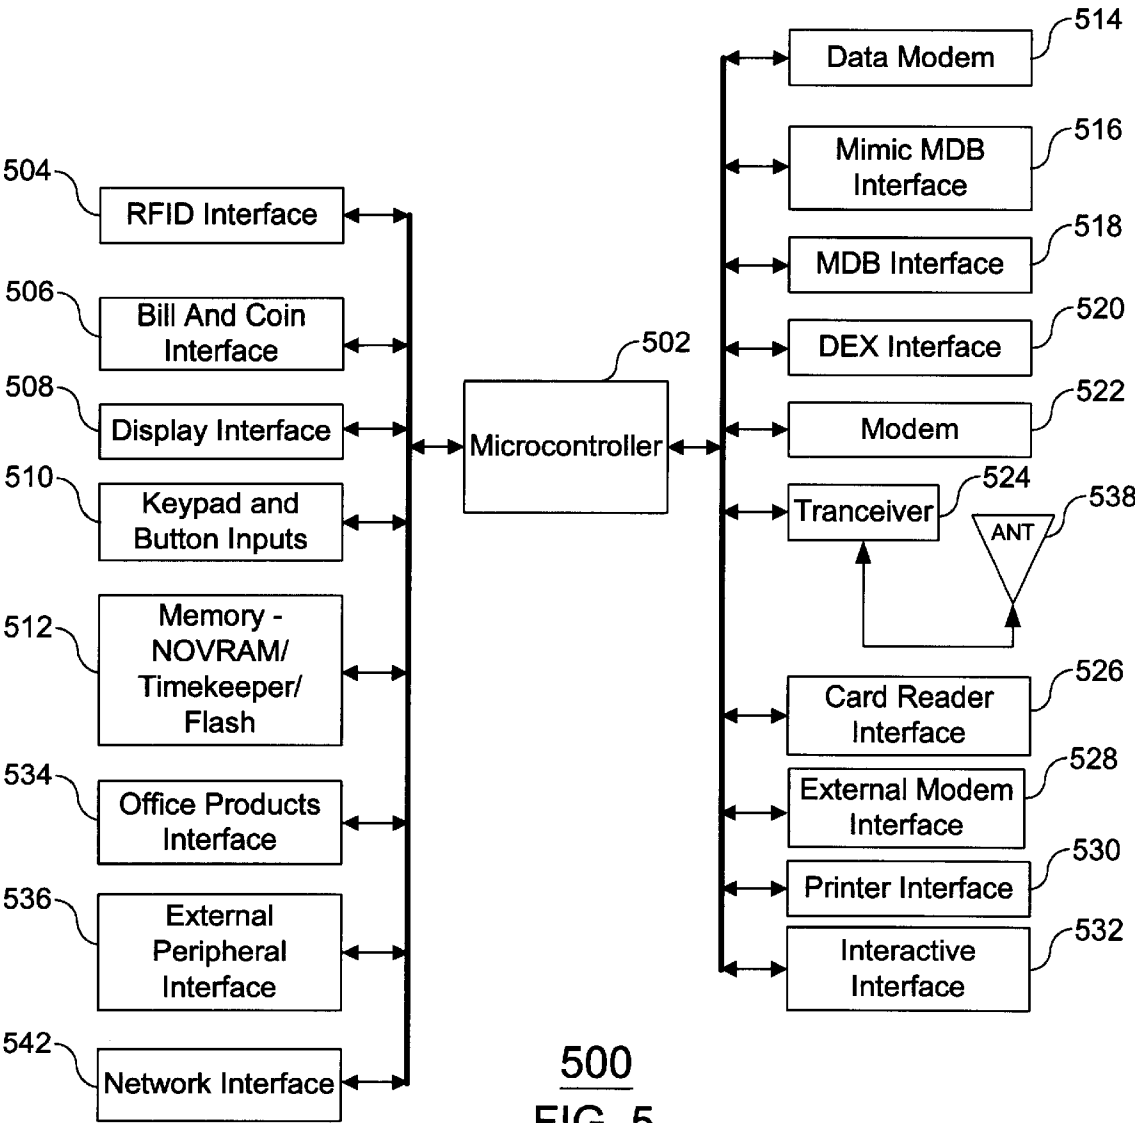 514
Data Modem
516
Mimic MDB
Interface
504
RFID Interface
518
MDB Interface
506
Bill And Coin
Interface
520
DEX Interface
502
Microcontroller
508
Display Interface
522
Modem
510
Keypad and
Button Inputs
524
Tranceiver
538
ANT
512
Memory -
NOVRAM/
Timekeeper/
Flash
526
Card Reader
Interface
534
Office Products
Interface
528
External Modem
Interface
530
Printer Interface
536
External
Peripheral
Interface
532
Interactive
Interface
542
Network Interface
500
FIG. 5